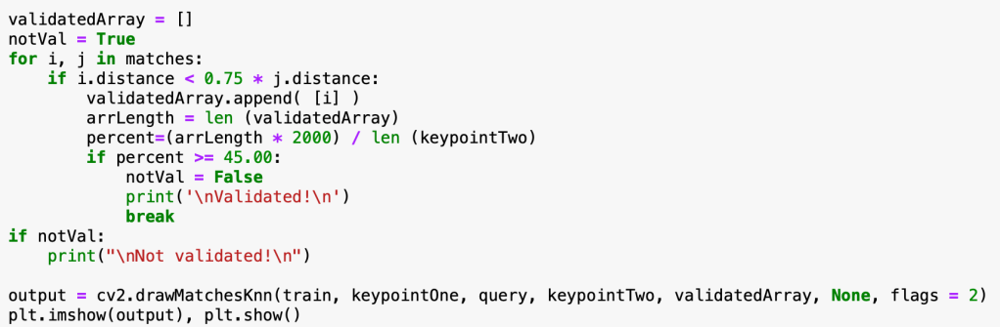 validatedArray = []
notVal = True
for i, j in matches:
    if i.distance < 0.75 * j.distance:
        validatedArray.append( [i] )
        arrLength = len (validatedArray)
        percent=(arrLength * 2000) / len (keypointTwo)
        if percent >= 45.00:
            notVal = False
            print('\nValidated!\n')
            break
if notVal:
    print("\nNot validated!\n")

output = cv2.drawMatchesKnn(train, keypointOne, query, keypointTwo, validatedArray, None, flags = 2)
plt.imshow(output), plt.show()